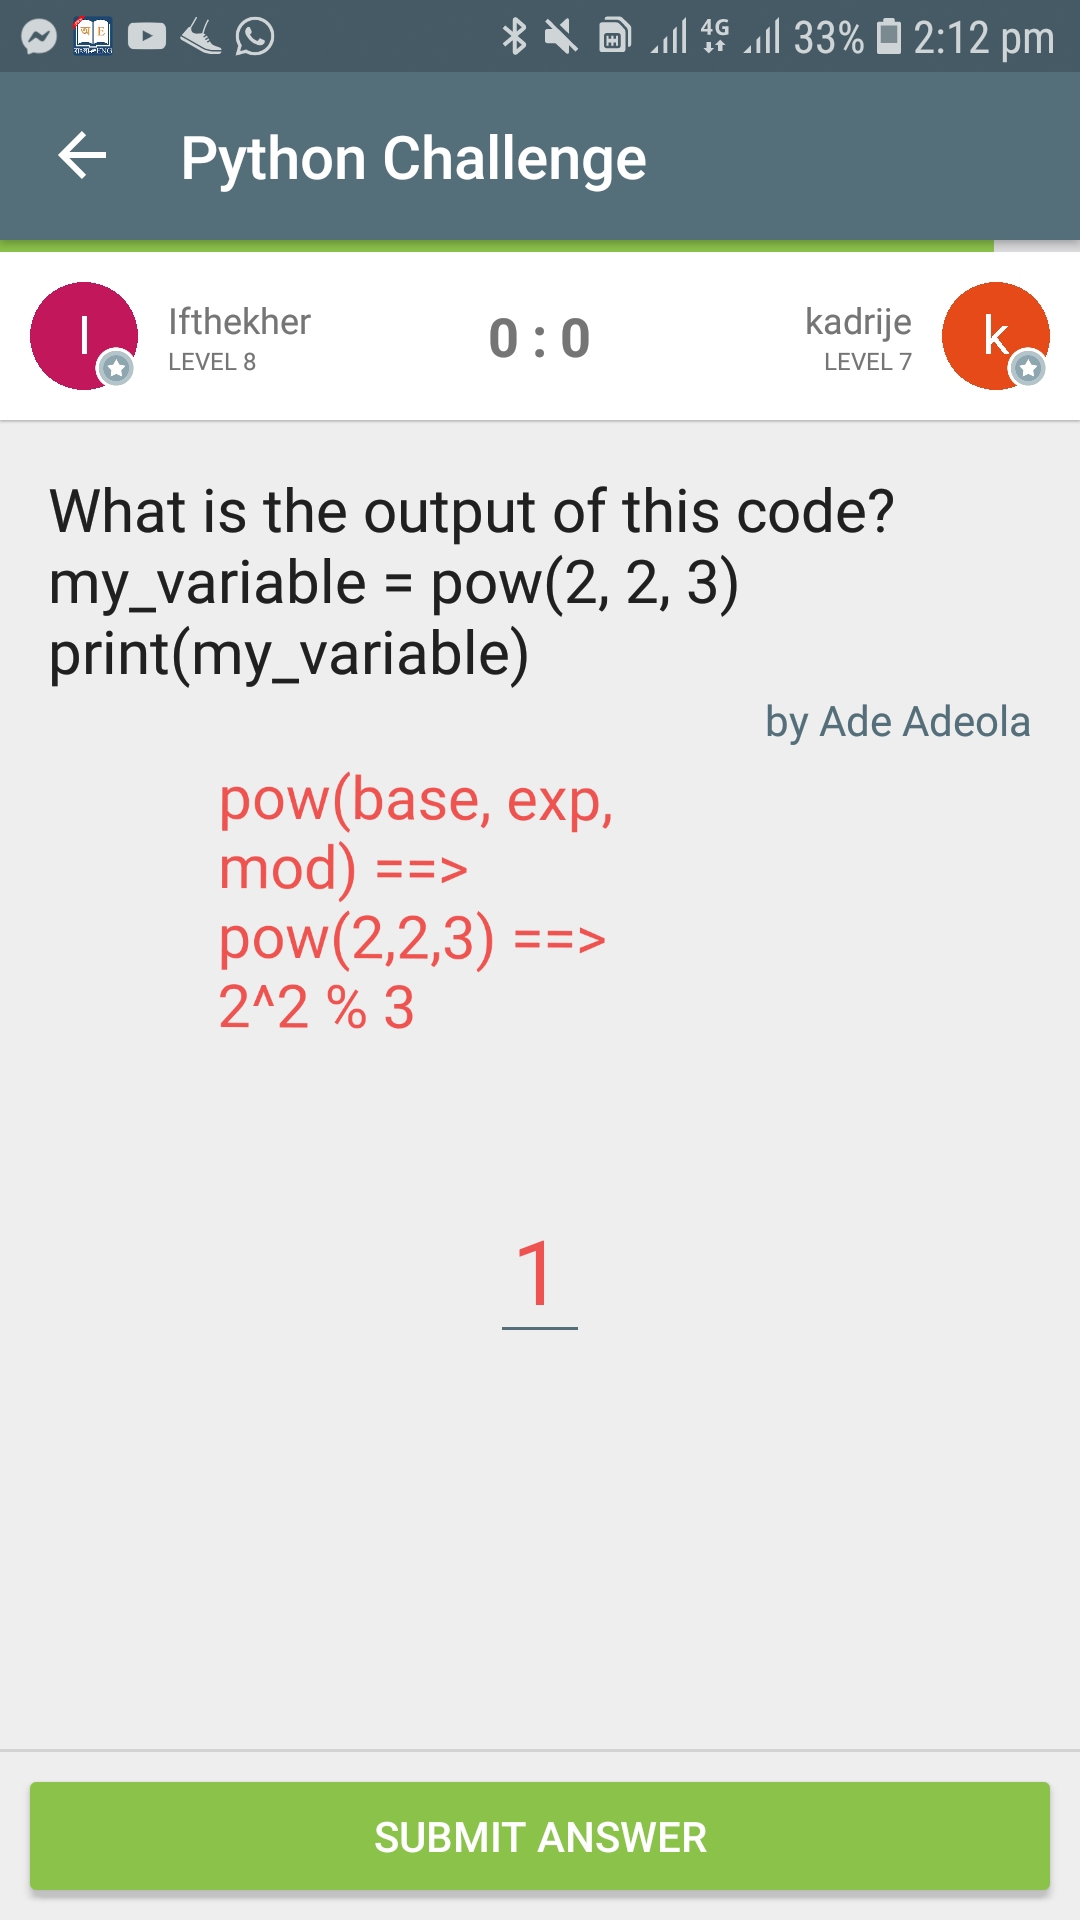 4G 33% 2:12 pm
Python Challenge
I
Ifthekher
LEVEL 8
0 : 0
kadrije
LEVEL 7
k
What is the output of this code?
my_variable = pow(2, 2, 3)
print(my_variable)
by Ade Adeola
pow(base, exp,
mod) ==>
pow(2,2,3) ==>
2^2 % 3
1
SUBMIT ANSWER